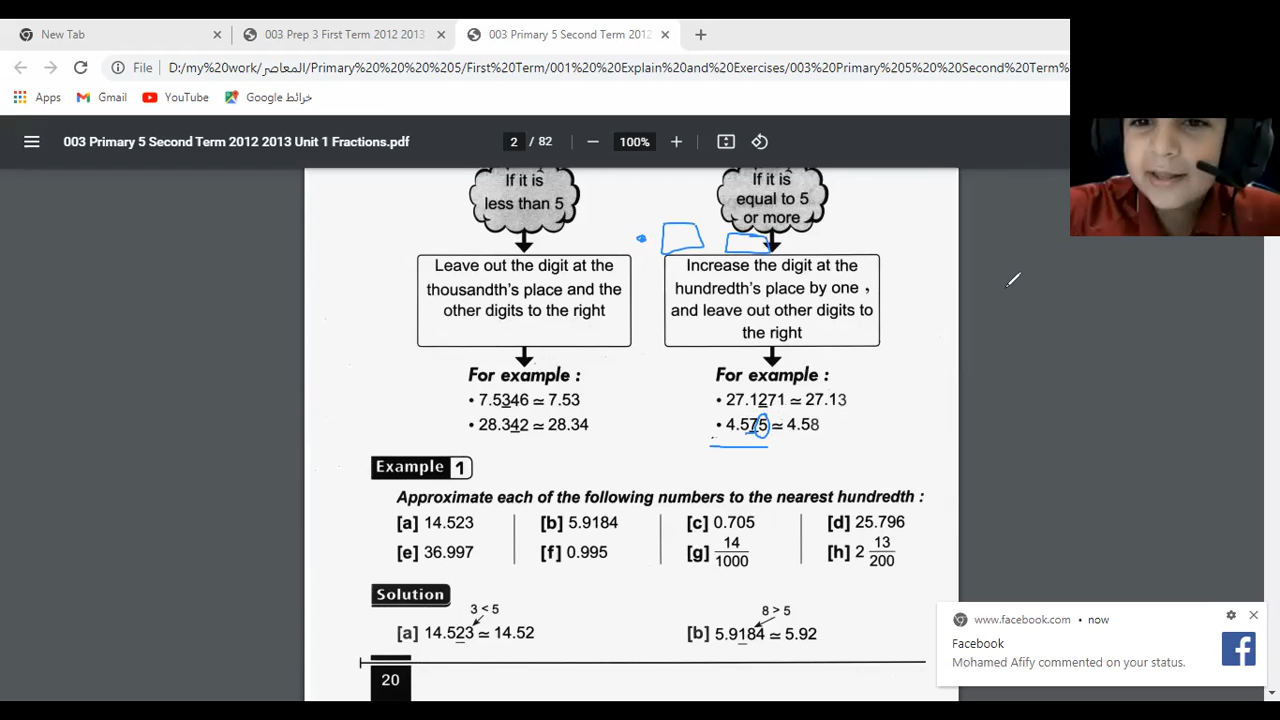 New Tab
003 Prep 3 First Term 2012 2013
003 Primary 5 Second Term 2012
File
D:/my%20work/المعاصر/Primary%20%20%20%205/First%20Term/001%20%20Explain%20and%20Exercises/003%20Primary%205%20%20Second%20Term%
Apps
Gmail
YouTube
خرائط Google
003 Primary 5 Second Term 2012 2013 Unit 1 Fractions.pdf
2 / 82
100%
If it is
less than 5
If it is
equal to 5
or more
Leave out the digit at the
thousandth's place and the
other digits to the right
Increase the digit at the
hundredth's place by one ,
and leave out other digits to
the right
For example :
• 7.5346 ≃ 7.53
• 28.342 ≃ 28.34
For example :
• 27.1271 ≃ 27.13
• 4.575 ≃ 4.58
Example 1
Approximate each of the following numbers to the nearest hundredth :
[a] 14.523
[b] 5.9184
[c] 0.705
[d] 25.796
[e] 36.997
[f] 0.995
[g] 14/1000
[h] 2 13/200
Solution
3 < 5
[a] 14.523 ≃ 14.52
8 > 5
[b] 5.9184 ≃ 5.92
20
www.facebook.com • now
Facebook
Mohamed Afify commented on your status.